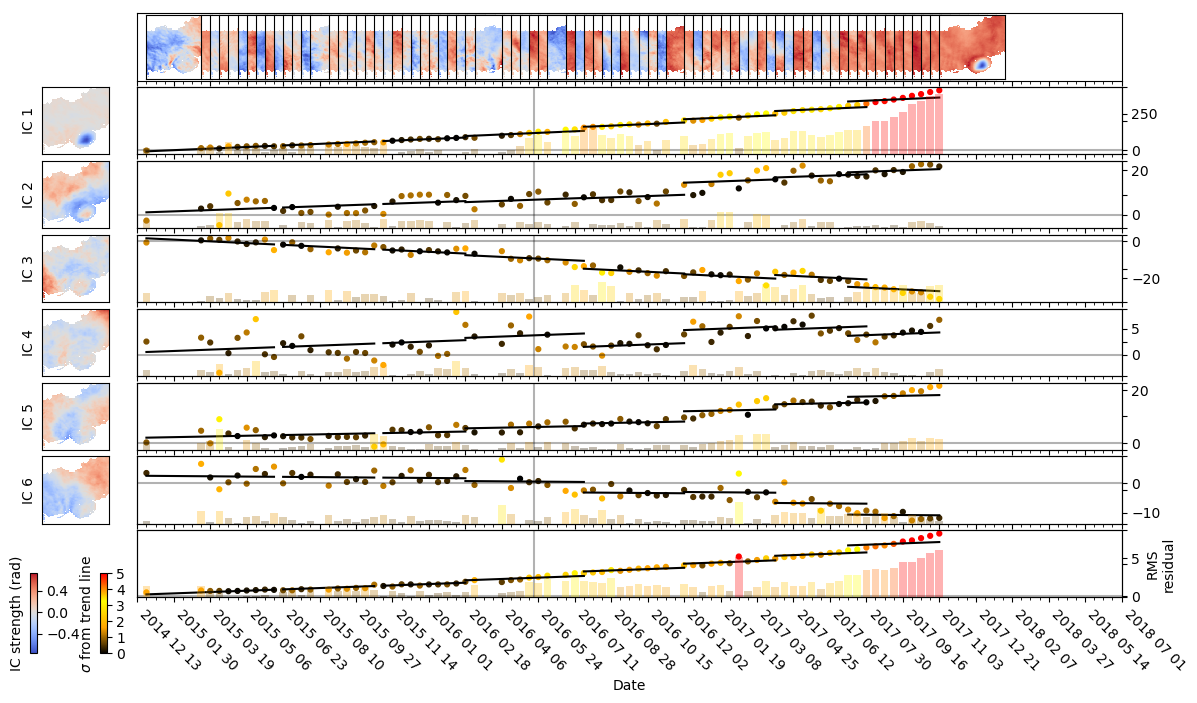 IC 1
250
0
IC 2
20
0
IC 3
0
−20
IC 4
5
0
IC 5
20
0
IC 6
0
−10
5
0
RMS
residual
IC strength (rad)
0.4
0.0
−0.4
σ from trend line
5
4
3
2
1
0
2014 12 13
2015 01 30
2015 03 19
2015 05 06
2015 06 23
2015 08 10
2015 09 27
2015 11 14
2016 01 01
2016 02 18
2016 04 06
2016 05 24
2016 07 11
2016 08 28
2016 10 15
2016 12 02
2017 01 19
2017 03 08
2017 04 25
2017 06 12
2017 07 30
2017 09 16
2017 11 03
2017 12 21
2018 02 07
2018 03 27
2018 05 14
2018 07 01
Date